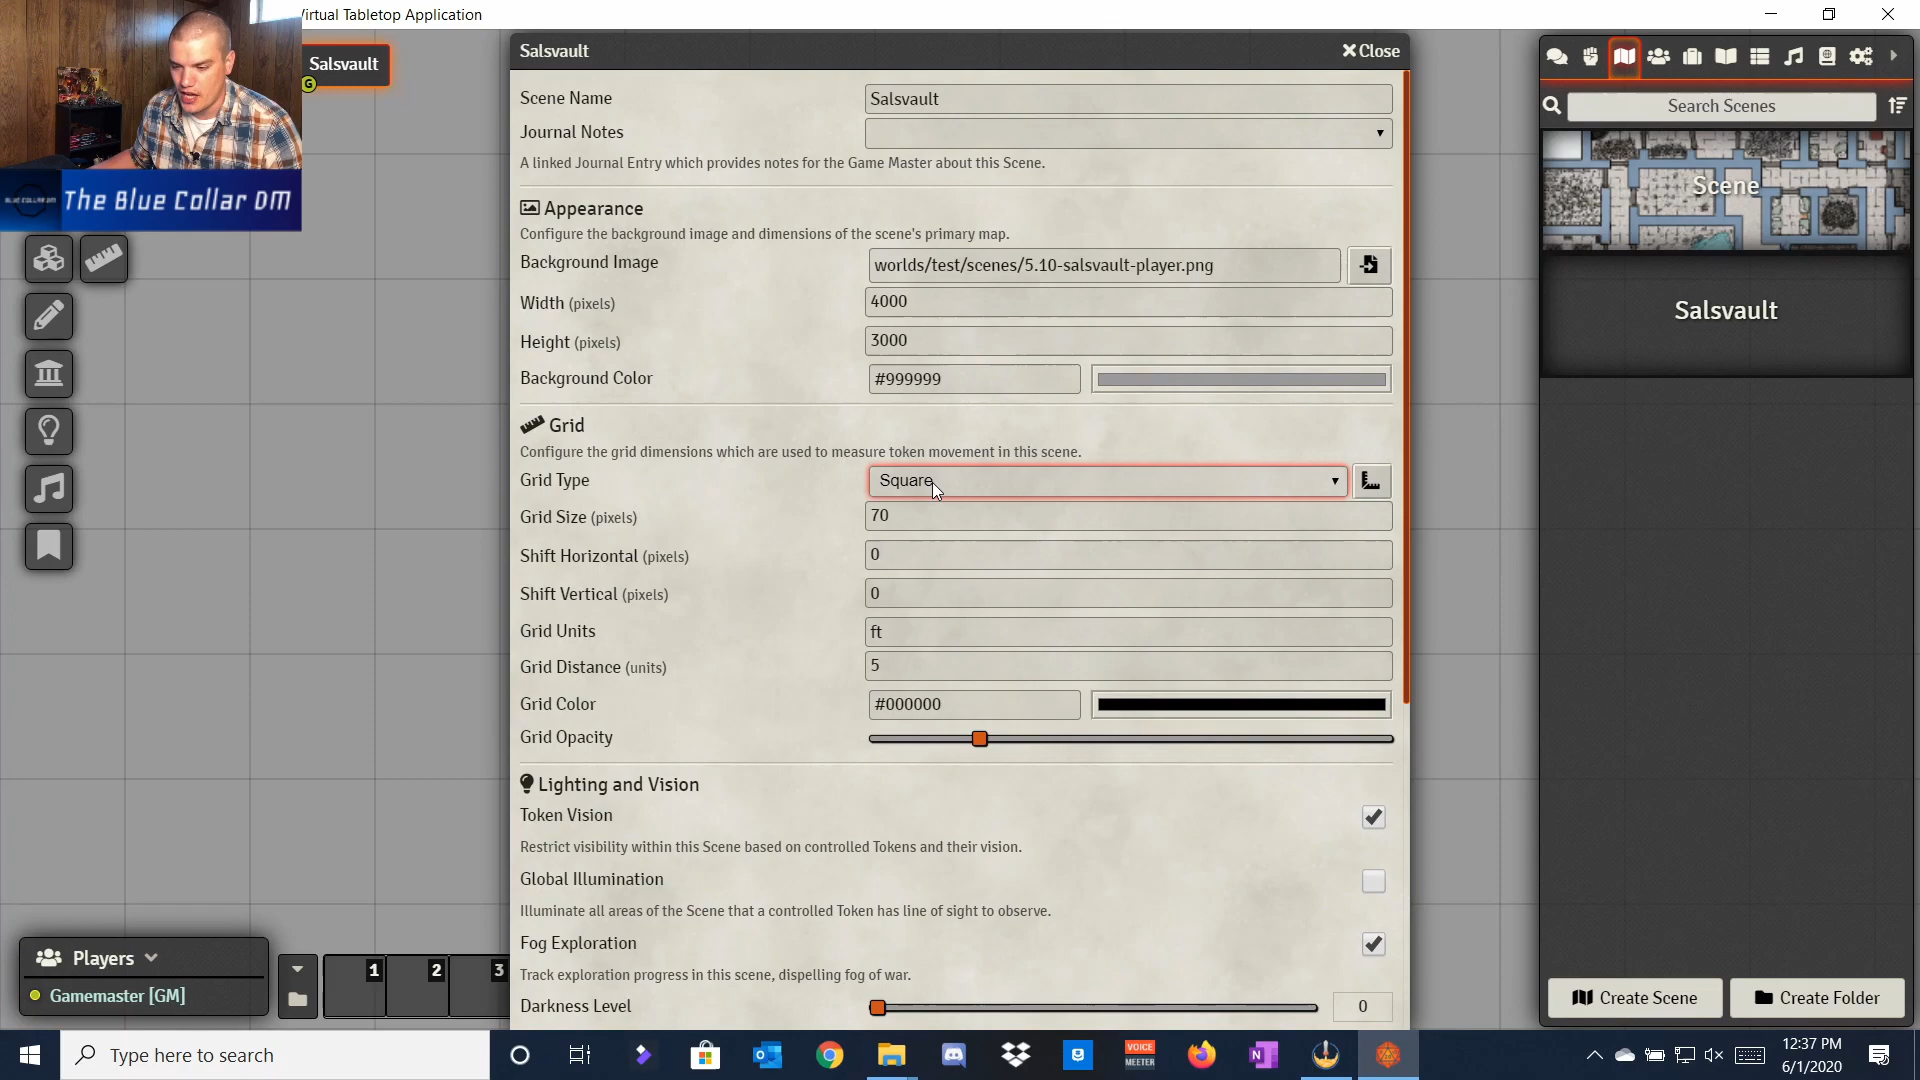 Virtual Tabletop Application
Salsvault
G
BLUE COLLAR DM
The Blue Collar DM
Players
Gamemaster [GM]
1
2
3
Salsvault
Close
Scene Name
Salsvault
Journal Notes
A linked Journal Entry which provides notes for the Game Master about this Scene.
Appearance
Configure the background image and dimensions of the scene's primary map.
Background Image
worlds/test/scenes/5.10-salsvault-player.png
Width (pixels)
4000
Height (pixels)
3000
Background Color
#999999
Grid
Configure the grid dimensions which are used to measure token movement in this scene.
Grid Type
Square
Grid Size (pixels)
70
Shift Horizontal (pixels)
0
Shift Vertical (pixels)
0
Grid Units
ft
Grid Distance (units)
5
Grid Color
#000000
Grid Opacity
Lighting and Vision
Token Vision
Restrict visibility within this Scene based on controlled Tokens and their vision.
Global Illumination
Illuminate all areas of the Scene that a controlled Token has line of sight to observe.
Fog Exploration
Track exploration progress in this scene, dispelling fog of war.
Darkness Level
0
Search Scenes
Scene
Salsvault
Create Scene
Create Folder
Type here to search
VOICE
MEETER
12:37 PM
6/1/2020